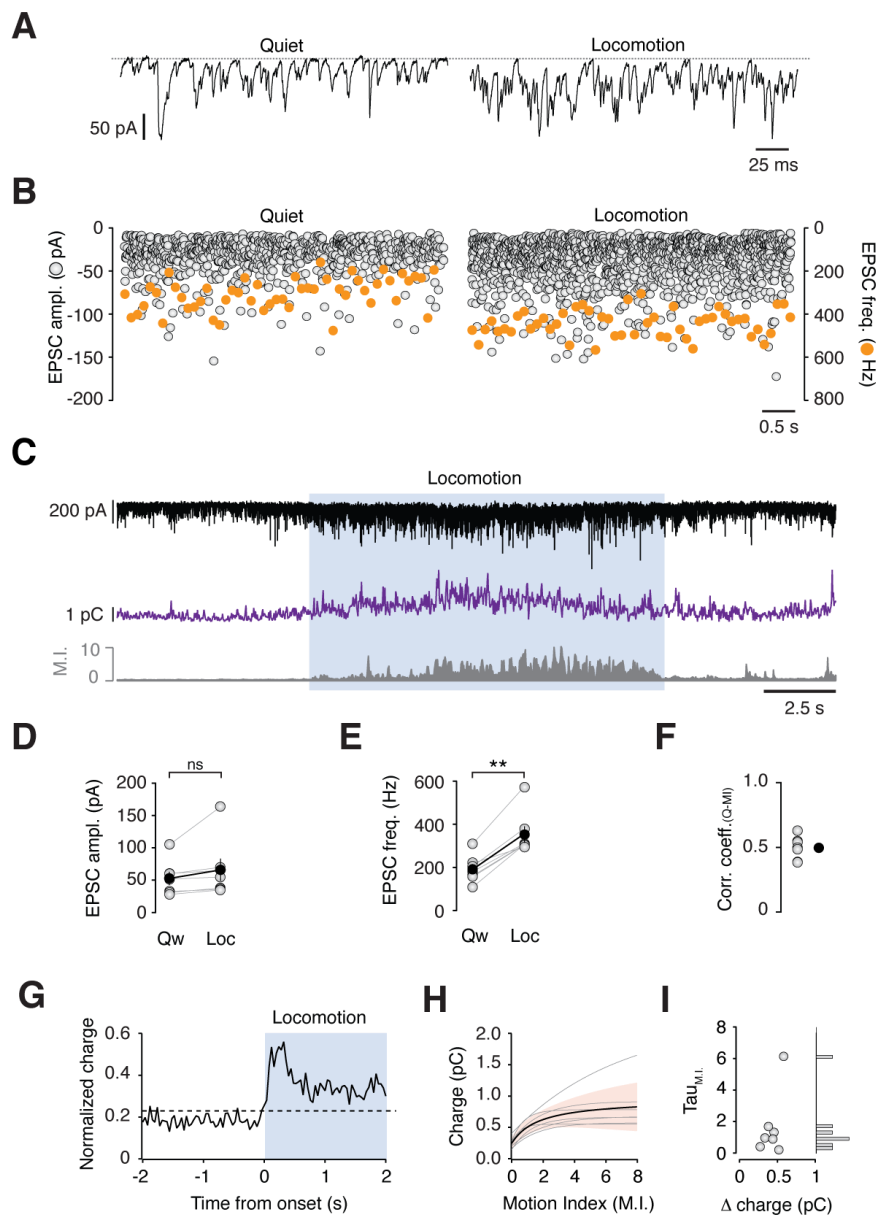 A
Quiet
Locomotion
50 pA
25 ms
B
Quiet
Locomotion
EPSC ampl. ( pA)
0
-50
-100
-150
-200
0
200
400
600
800
EPSC freq. ( Hz)
0.5 s
C
Locomotion
200 pA
1 pC
M.I.
10
0
2.5 s
D
ns
EPSC ampl. (pA)
200
150
100
50
0
Qw
Loc
E
**
EPSC freq. (Hz)
600
400
200
0
Qw
Loc
F
Corr. coeff.(Q-MI)
1.0
0.5
0
G
Locomotion
Normalized charge
0.6
0.4
0.2
0
-2
-1
0
1
2
Time from onset (s)
H
Charge (pC)
2.0
1.5
1.0
0.5
0.0
0
2
4
6
8
Motion Index (M.I.)
I
TauM.I.
8
6
4
2
0
0
0.5
1
Δ charge (pC)